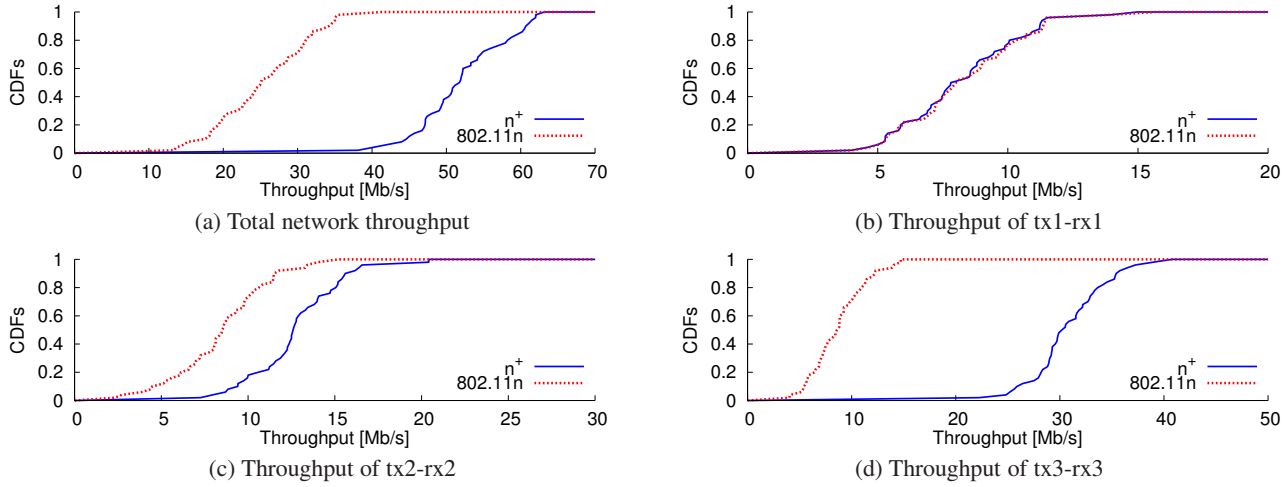 1
0.8
0.6
0.4
0.2
0
CDFs
n+
802.11n
0 10 20 30 40 50 60 70
Throughput [Mb/s]
(a) Total network throughput
1
0.8
0.6
0.4
0.2
0
CDFs
n+
802.11n
0 5 10 15 20
Throughput [Mb/s]
(b) Throughput of tx1-rx1
1
0.8
0.6
0.4
0.2
0
CDFs
n+
802.11n
0 5 10 15 20 25 30
Throughput [Mb/s]
(c) Throughput of tx2-rx2
1
0.8
0.6
0.4
0.2
0
CDFs
n+
802.11n
0 10 20 30 40 50
Throughput [Mb/s]
(d) Throughput of tx3-rx3